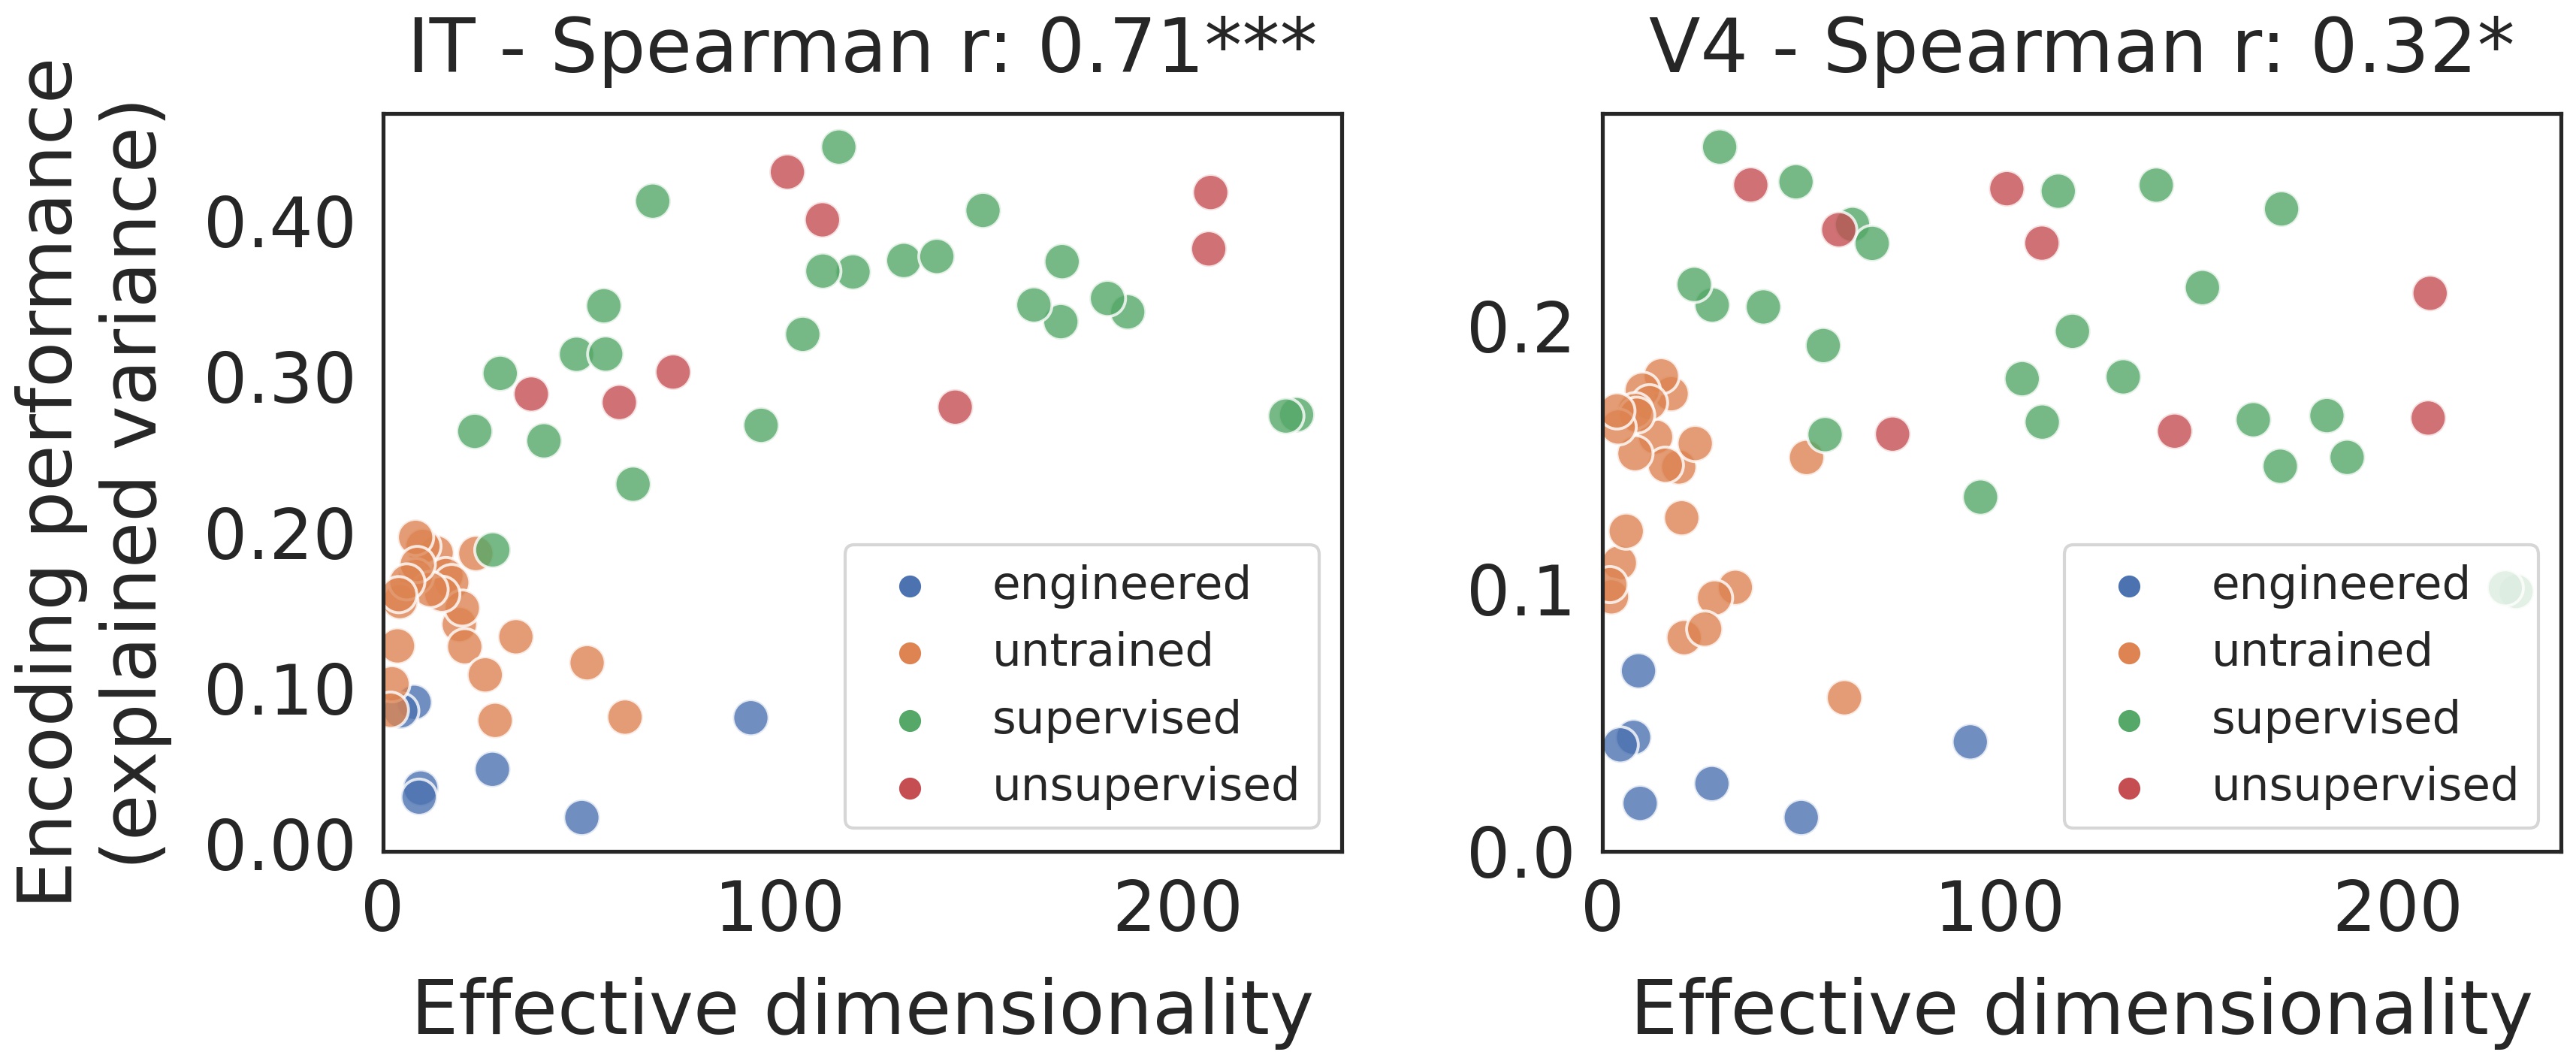 IT - Spearman r: 0.71***
Encoding performance
(explained variance)
0.40
0.30
0.20
0.10
0.00
0
100
200
Effective dimensionality
engineered
untrained
supervised
unsupervised
V4 - Spearman r: 0.32*
0.2
0.1
0.0
0
100
200
Effective dimensionality
engineered
untrained
supervised
unsupervised